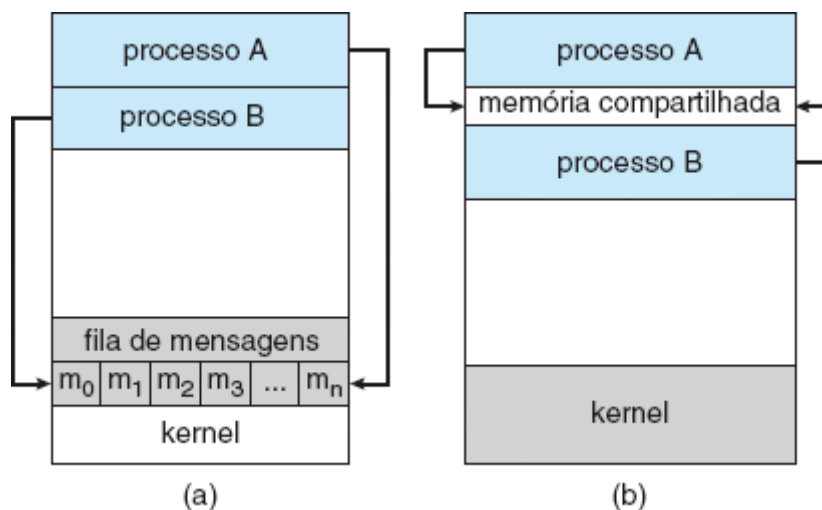 processo A
processo B
fila de mensagens
m0 m1 m2 m3 ... mn
kernel
(a)
processo A
memória compartilhada
processo B
kernel
(b)